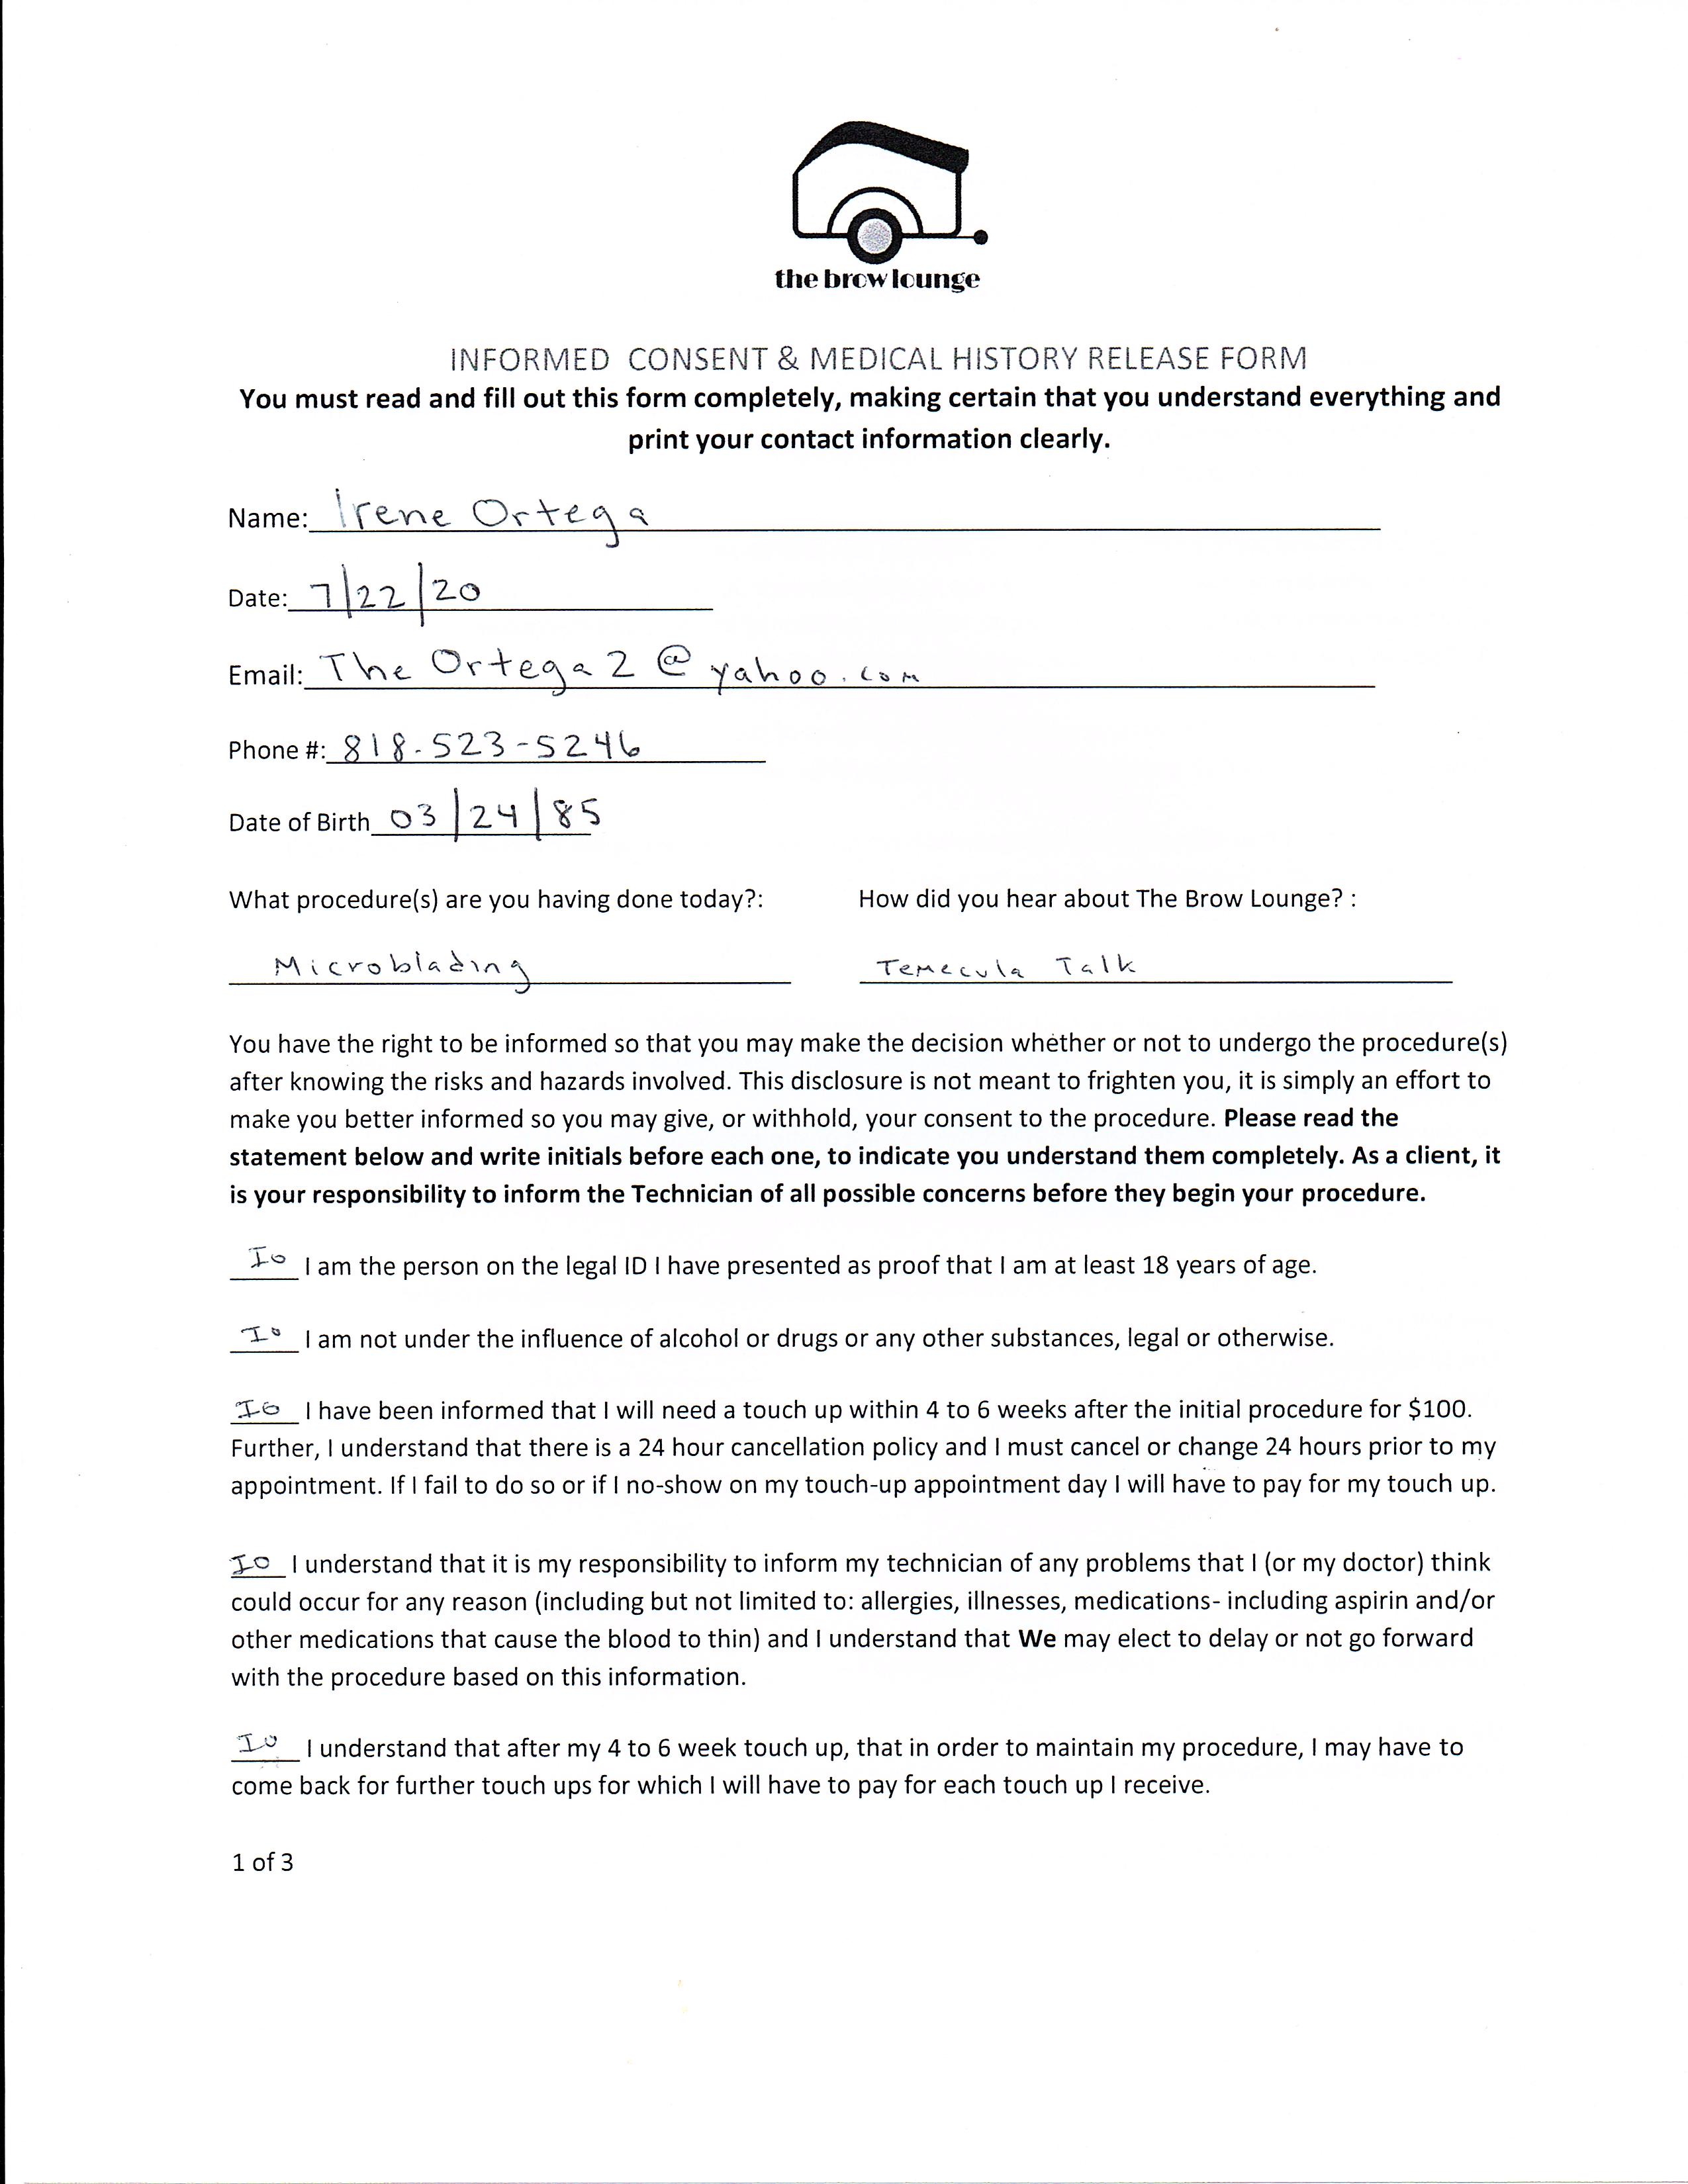 the brow lounge
INFORMED CONSENT & MEDICAL HISTORY RELEASE FORM
You must read and fill out this form completely, making certain that you understand everything and
print your contact information clearly.
Name: Irene Ortega
Date: 7/22/20
Email: The Ortega2@yahoo.com
Phone #: 818-523-5246
Date of Birth 03/24/85
What procedure(s) are you having done today?: How did you hear about The Brow Lounge? :
Microblading Temecula Talk
You have the right to be informed so that you may make the decision whether or not to undergo the procedure(s)
after knowing the risks and hazards involved. This disclosure is not meant to frighten you, it is simply an effort to
make you better informed so you may give, or withhold, your consent to the procedure. Please read the
statement below and write initials before each one, to indicate you understand them completely. As a client, it
is your responsibility to inform the Technician of all possible concerns before they begin your procedure.
IO I am the person on the legal ID I have presented as proof that I am at least 18 years of age.
IO I am not under the influence of alcohol or drugs or any other substances, legal or otherwise.
IO I have been informed that I will need a touch up within 4 to 6 weeks after the initial procedure for $100.
Further, I understand that there is a 24 hour cancellation policy and I must cancel or change 24 hours prior to my
appointment. If I fail to do so or if I no-show on my touch-up appointment day I will have to pay for my touch up.
IO I understand that it is my responsibility to inform my technician of any problems that I (or my doctor) think
could occur for any reason (including but not limited to: allergies, illnesses, medications- including aspirin and/or
other medications that cause the blood to thin) and I understand that We may elect to delay or not go forward
with the procedure based on this information.
IO I understand that after my 4 to 6 week touch up, that in order to maintain my procedure, I may have to
come back for further touch ups for which I will have to pay for each touch up I receive.
1 of 3